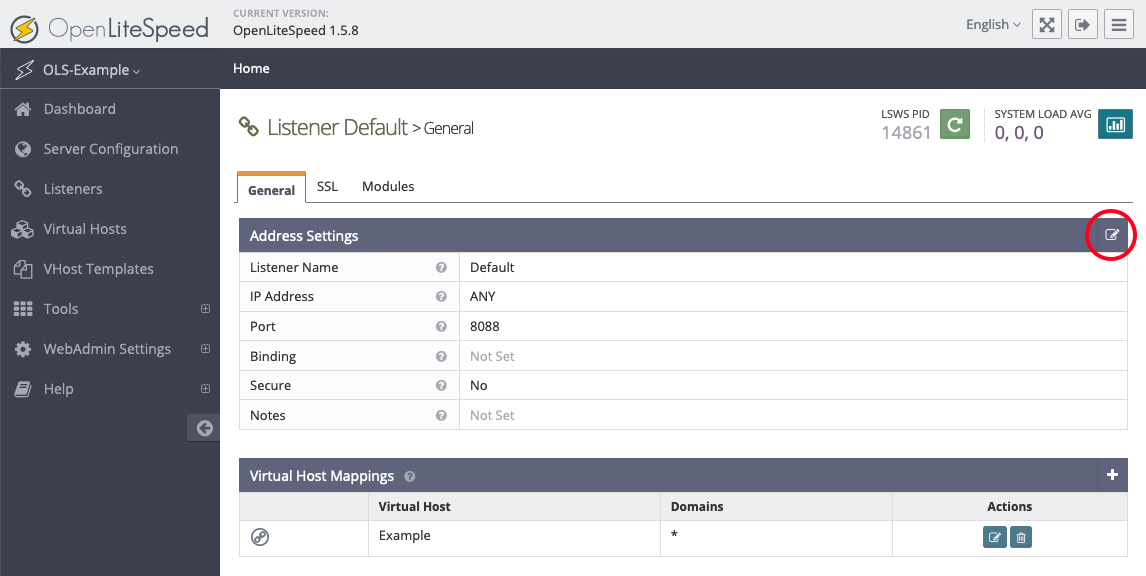 OpenLiteSpeed
CURRENT VERSION:
OpenLiteSpeed 1.5.8
English
OLS-Example
Home
Dashboard
Server Configuration
Listeners
Virtual Hosts
VHost Templates
Tools
WebAdmin Settings
Help
Listener Default > General
LSWS PID
14861
SYSTEM LOAD AVG
0, 0, 0
General SSL Modules
Address Settings
Listener Name ? Default
IP Address ? ANY
Port ? 8088
Binding ? Not Set
Secure ? No
Notes ? Not Set
Virtual Host Mappings ?
Virtual Host Domains Actions
Example *